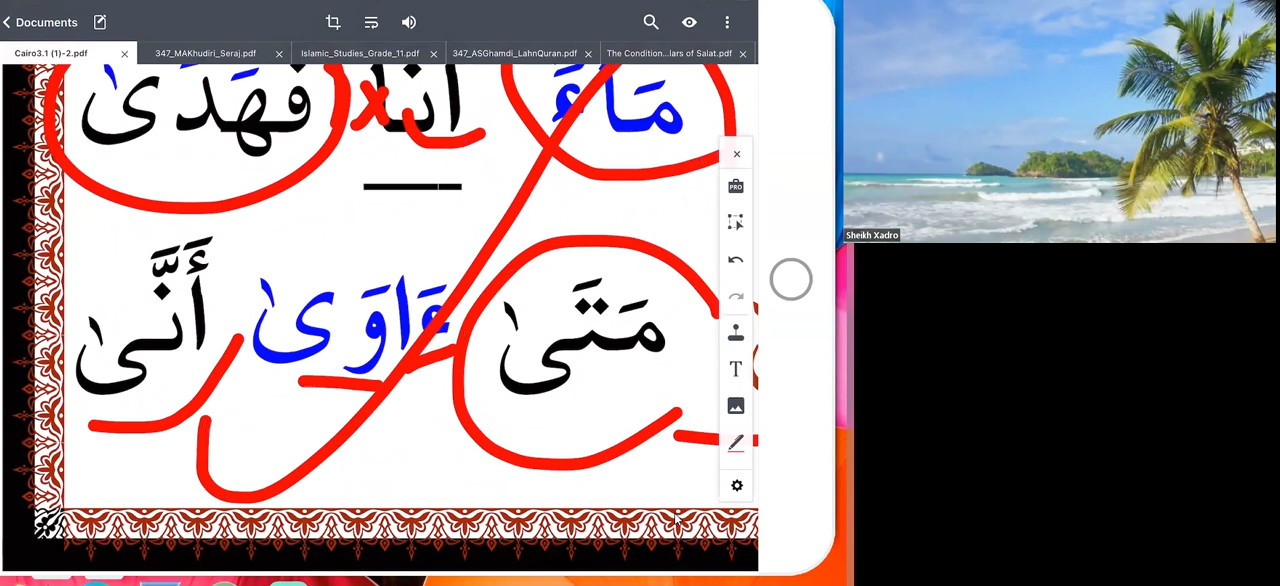 Documents
Cairo3.1 (1)-2.pdf
347_MAKhudiri_Seraj.pdf
Islamic_Studies_Grade_11.pdf
347_ASGhamdi_LahnQuran.pdf
The Condition...lars of Salat.pdf
مَاءَ انا فَهَدَىٰ
مَتَىٰ ءَاوَىٰ أَنَّىٰ
PRO
T
Sheikh Xadro